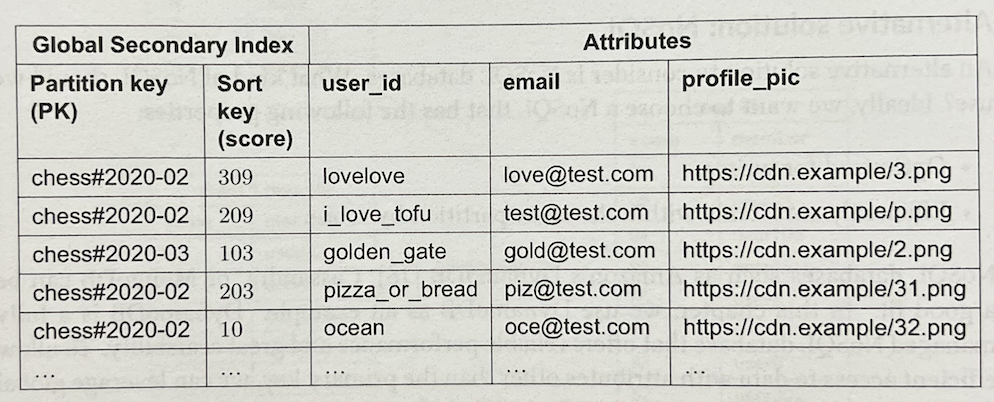 Global Secondary Index Attributes
Partition key Sort user_id email profile_pic
(PK) key
(score)
chess#2020-02 309 lovelove love@test.com https://cdn.example/3.png
chess#2020-02 209 i_love_tofu test@test.com https://cdn.example/p.png
chess#2020-03 103 golden_gate gold@test.com https://cdn.example/2.png
chess#2020-02 203 pizza_or_bread piz@test.com https://cdn.example/31.png
chess#2020-02 10 ocean oce@test.com https://cdn.example/32.png
... ... ... ... ...